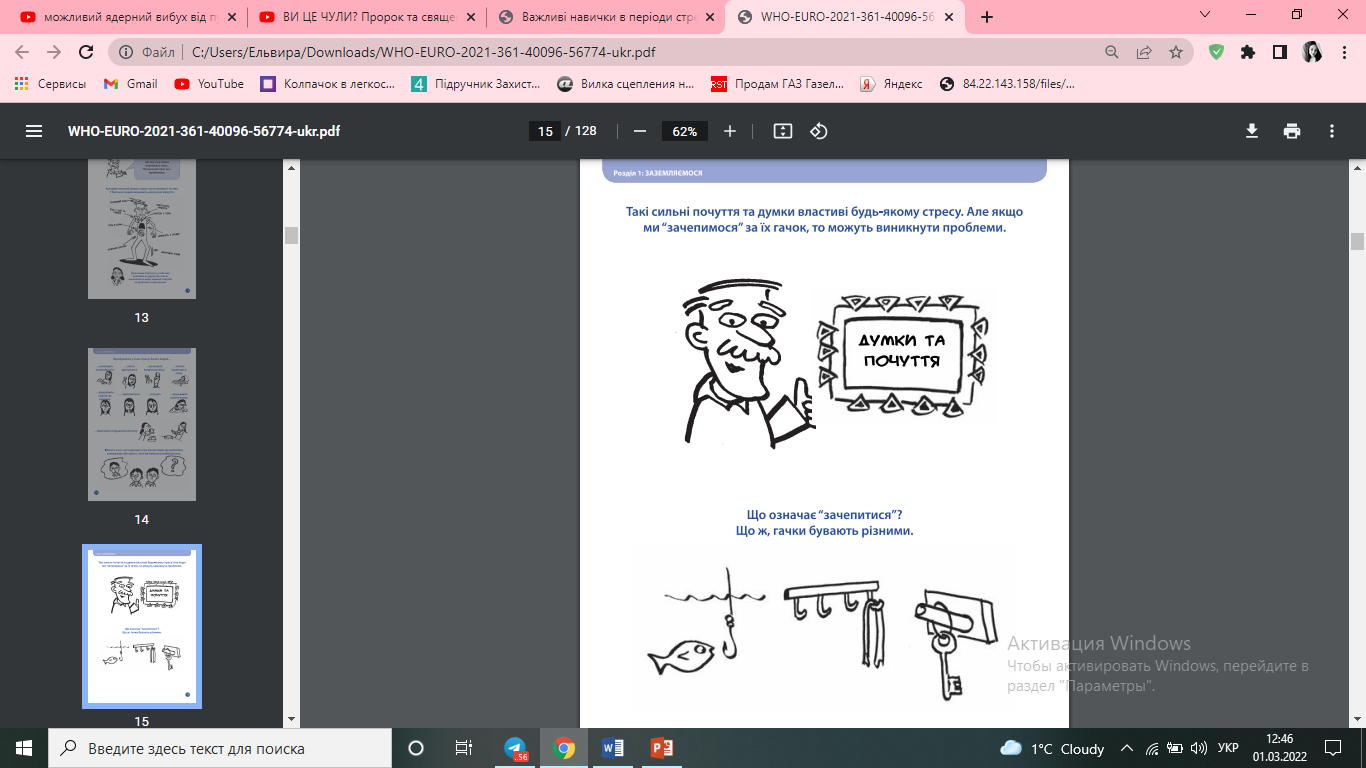 можливий ядерний вибух від п
ВИ ЦЕ ЧУЛИ? Пророк та свяще
Важливі навички в періоди стре
WHO-EURO-2021-361-40096-56
Файл C:/Users/Ельвира/Downloads/WHO-EURO-2021-361-40096-56774-ukr.pdf
Сервисы Gmail YouTube Колпачок в легкос... Підручник Захист... Вилка сцепления н... RST Продам ГАЗ Газел... Яндекс 84.22.143.158/files/...
WHO-EURO-2021-361-40096-56774-ukr.pdf 15 / 128 62%
13
14
15
Розділ 1: ЗАЗЕМЛЯЄМОСЯ
Такі сильні почуття та думки властиві будь-якому стресу. Але якщо
ми “зачепимося” за їх гачок, то можуть виникнути проблеми.
ДУМКИ ТА
ПОЧУТТЯ
Що означає “зачепитися”?
Що ж, гачки бувають різними.
Активация Windows
Чтобы активировать Windows, перейдите в
раздел "Параметры".
Введите здесь текст для поиска
56
1°C Cloudy
УКР
12:46
01.03.2022